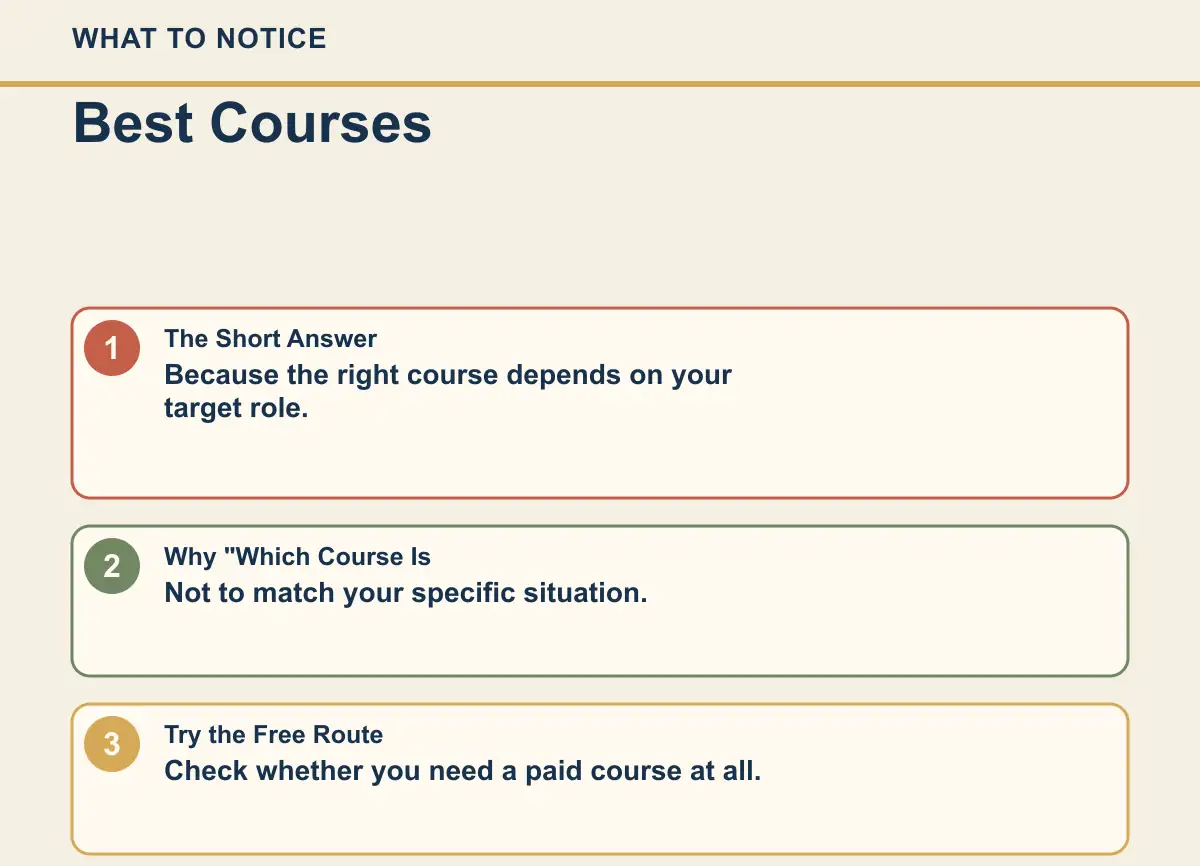 WHAT TO NOTICE
Best Courses
1
The Short Answer
Because the right course depends on your
target role.
2
Why "Which Course Is
Not to match your specific situation.
3
Try the Free Route
Check whether you need a paid course at all.